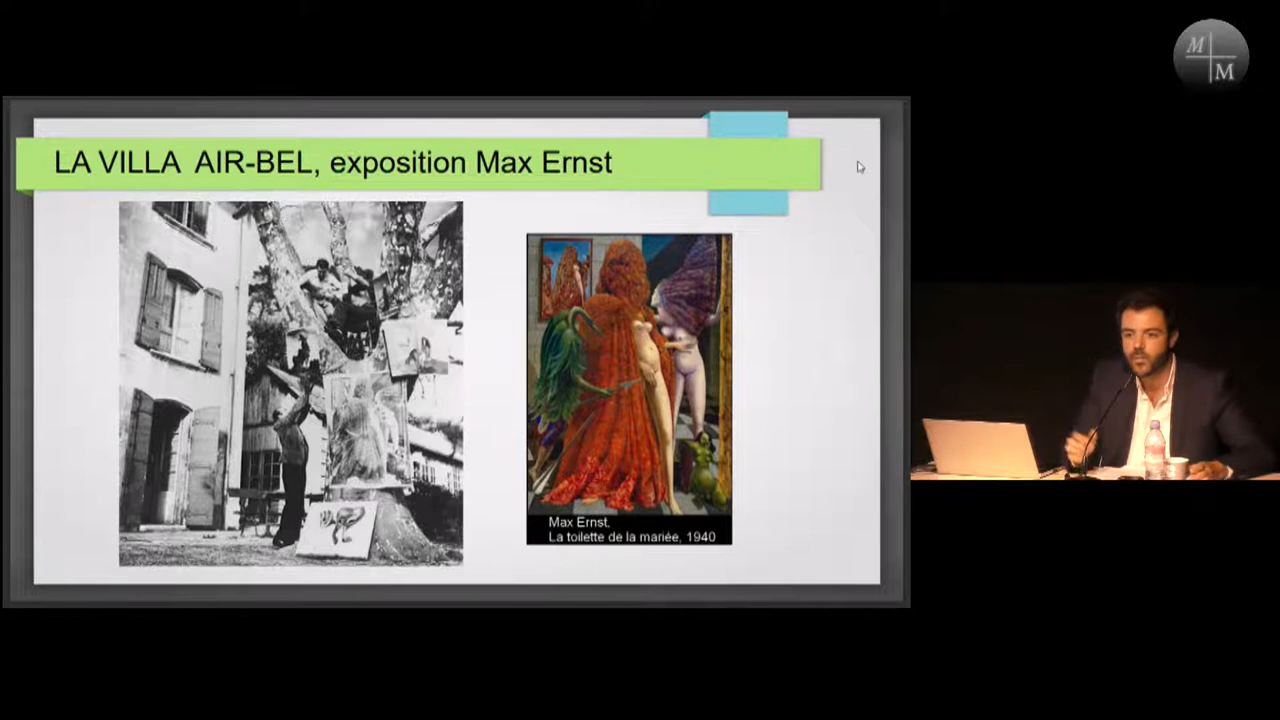 M
M
LA VILLA AIR-BEL, exposition Max Ernst
Max Ernst,
La toilette de la mariée, 1940